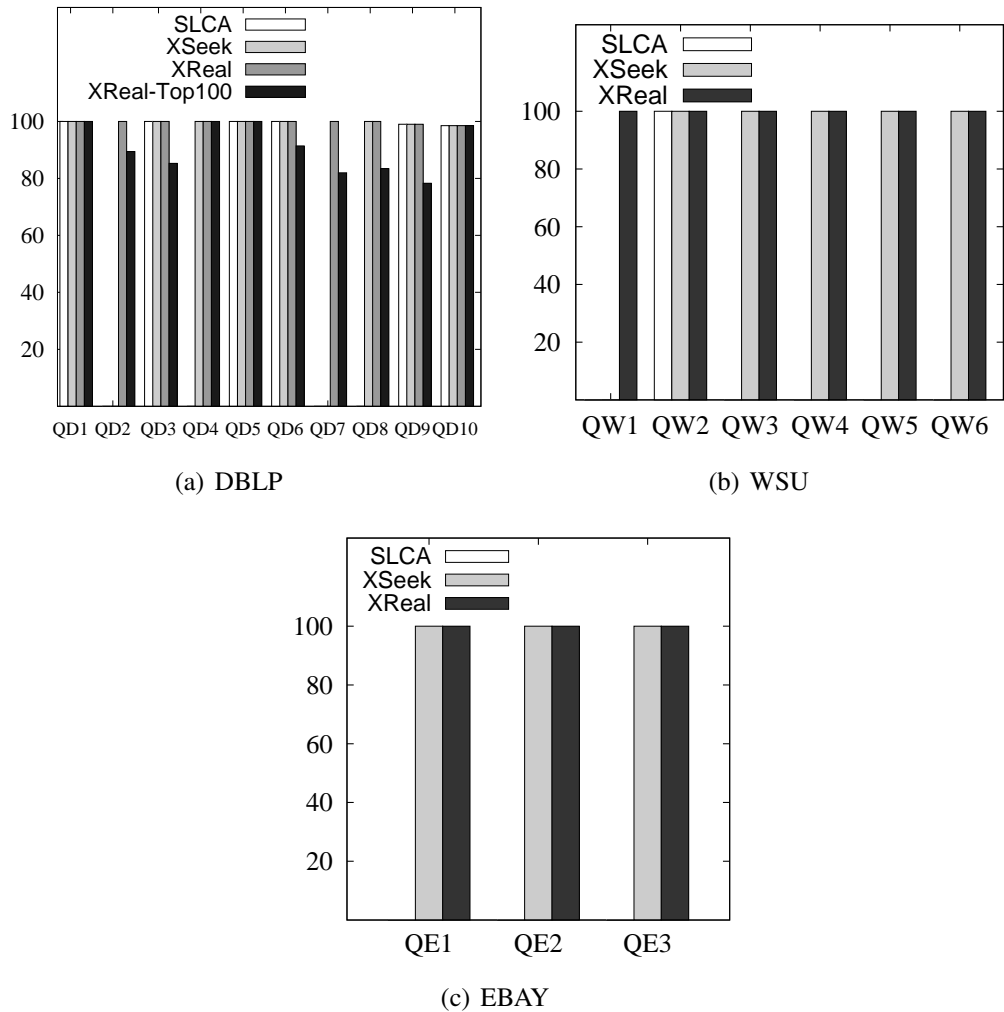 SLCA
XSeek
XReal
XReal-Top100
100
80
60
40
20
QD1 QD2 QD3 QD4 QD5 QD6 QD7 QD8 QD9 QD10
(a) DBLP
SLCA
XSeek
XReal
100
80
60
40
20
QW1 QW2 QW3 QW4 QW5 QW6
(b) WSU
SLCA
XSeek
XReal
100
80
60
40
20
QE1 QE2 QE3
(c) EBAY